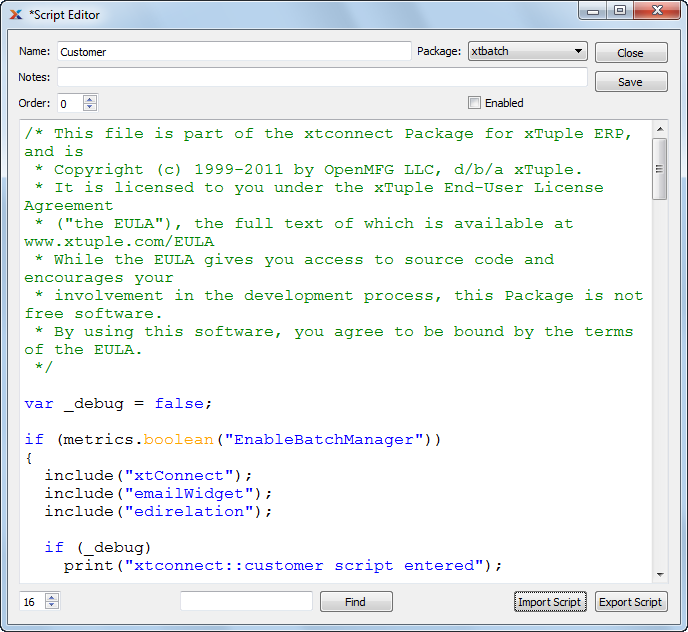 *Script Editor
Name: Customer Package: xtbatch Close
Notes: Save
Order: 0 Enabled
/* This file is part of the xtconnect Package for xTuple ERP,
and is
* Copyright (c) 1999-2011 by OpenMFG LLC, d/b/a xTuple.
* It is licensed to you under the xTuple End-User License
Agreement
* ("the EULA"), the full text of which is available at
www.xtuple.com/EULA
* While the EULA gives you access to source code and
encourages your
* involvement in the development process, this Package is not
free software.
* By using this software, you agree to be bound by the terms
of the EULA.
*/
var _debug = false;
if (metrics.boolean("EnableBatchManager"))
{
include("xtConnect");
include("emailWidget");
include("edirelation");
if (_debug)
print("xtconnect::customer script entered");
16 Find Import Script Export Script